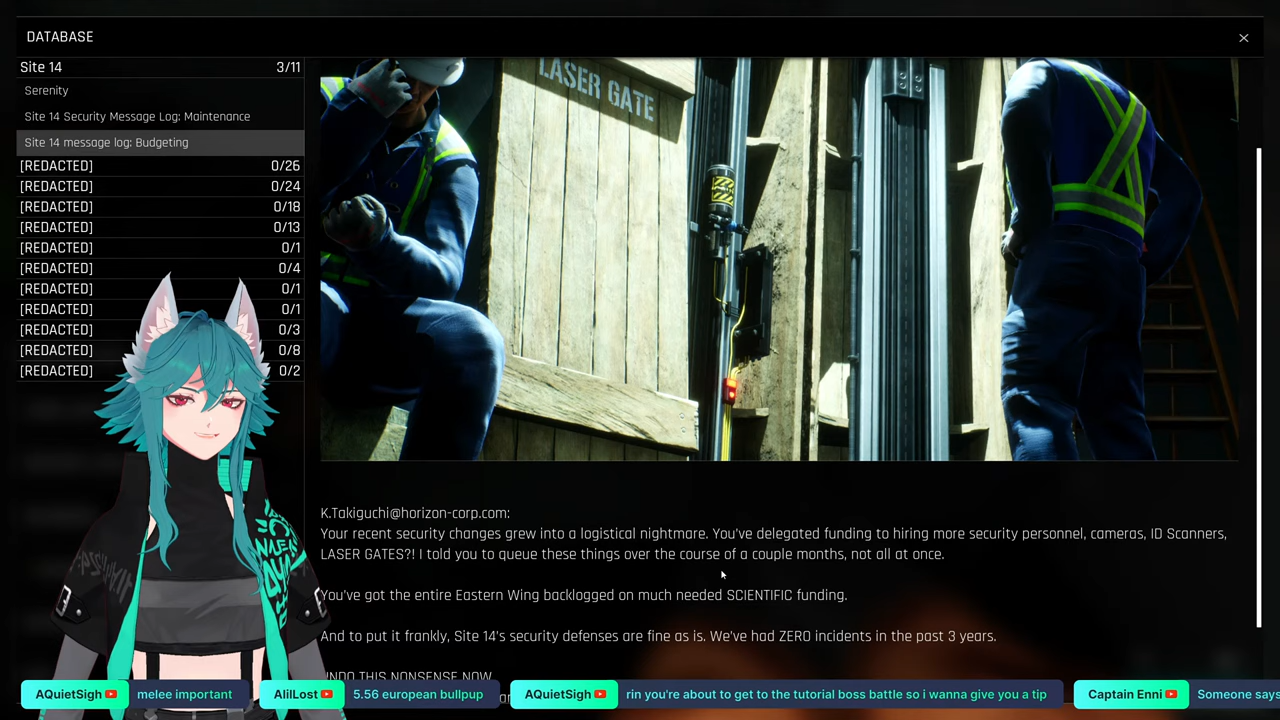 DATABASE
Site 14 3/11
Serenity
Site 14 Security Message Log: Maintenance
Site 14 message log: Budgeting
[REDACTED] 0/26
[REDACTED] 0/24
[REDACTED] 0/18
[REDACTED] 0/13
[REDACTED] 0/1
[REDACTED] 0/4
[REDACTED] 0/1
[REDACTED] 0/1
[REDACTED] 0/3
[REDACTED] 0/8
[REDACTED] 0/2
LASER GATE
K.Takiguchi@horizon-corp.com:
Your recent security changes grew into a logistical nightmare. You've delegated funding to hiring more security personnel, cameras, ID Scanners,
LASER GATES?! I told you to queue these things over the course of a couple months, not all at once.
You've got the entire Eastern Wing backlogged on much needed SCIENTIFIC funding.
And to put it frankly, Site 14's security defenses are fine as is. We've had ZERO incidents in the past 3 years.
UNDO THIS NONSENSE NOW.
AQuietSigh melee important
AlilLost 5.56 european bullpup
AQuietSigh rin you're about to get to the tutorial boss battle so i wanna give you a tip
Captain Enni Someone says